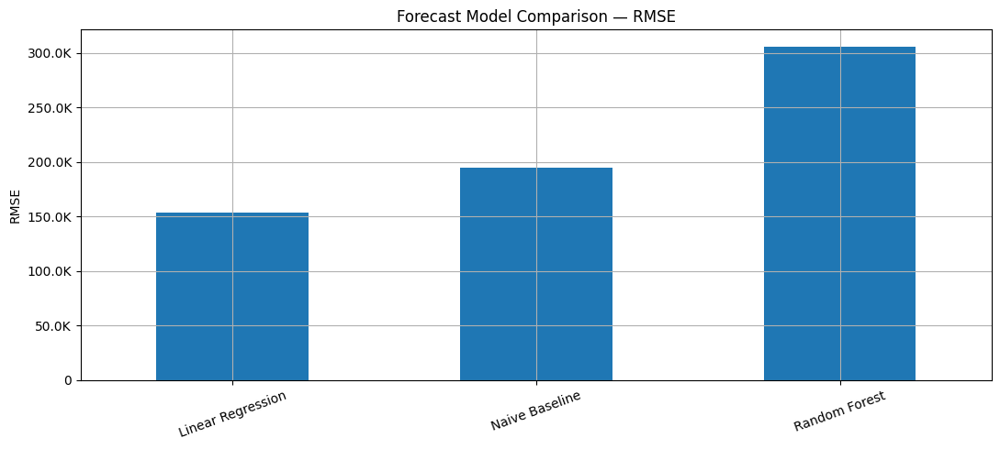 Forecast Model Comparison — RMSE
300.0K
250.0K
200.0K
150.0K
100.0K
50.0K
0
RMSE
Linear Regression
Naive Baseline
Random Forest